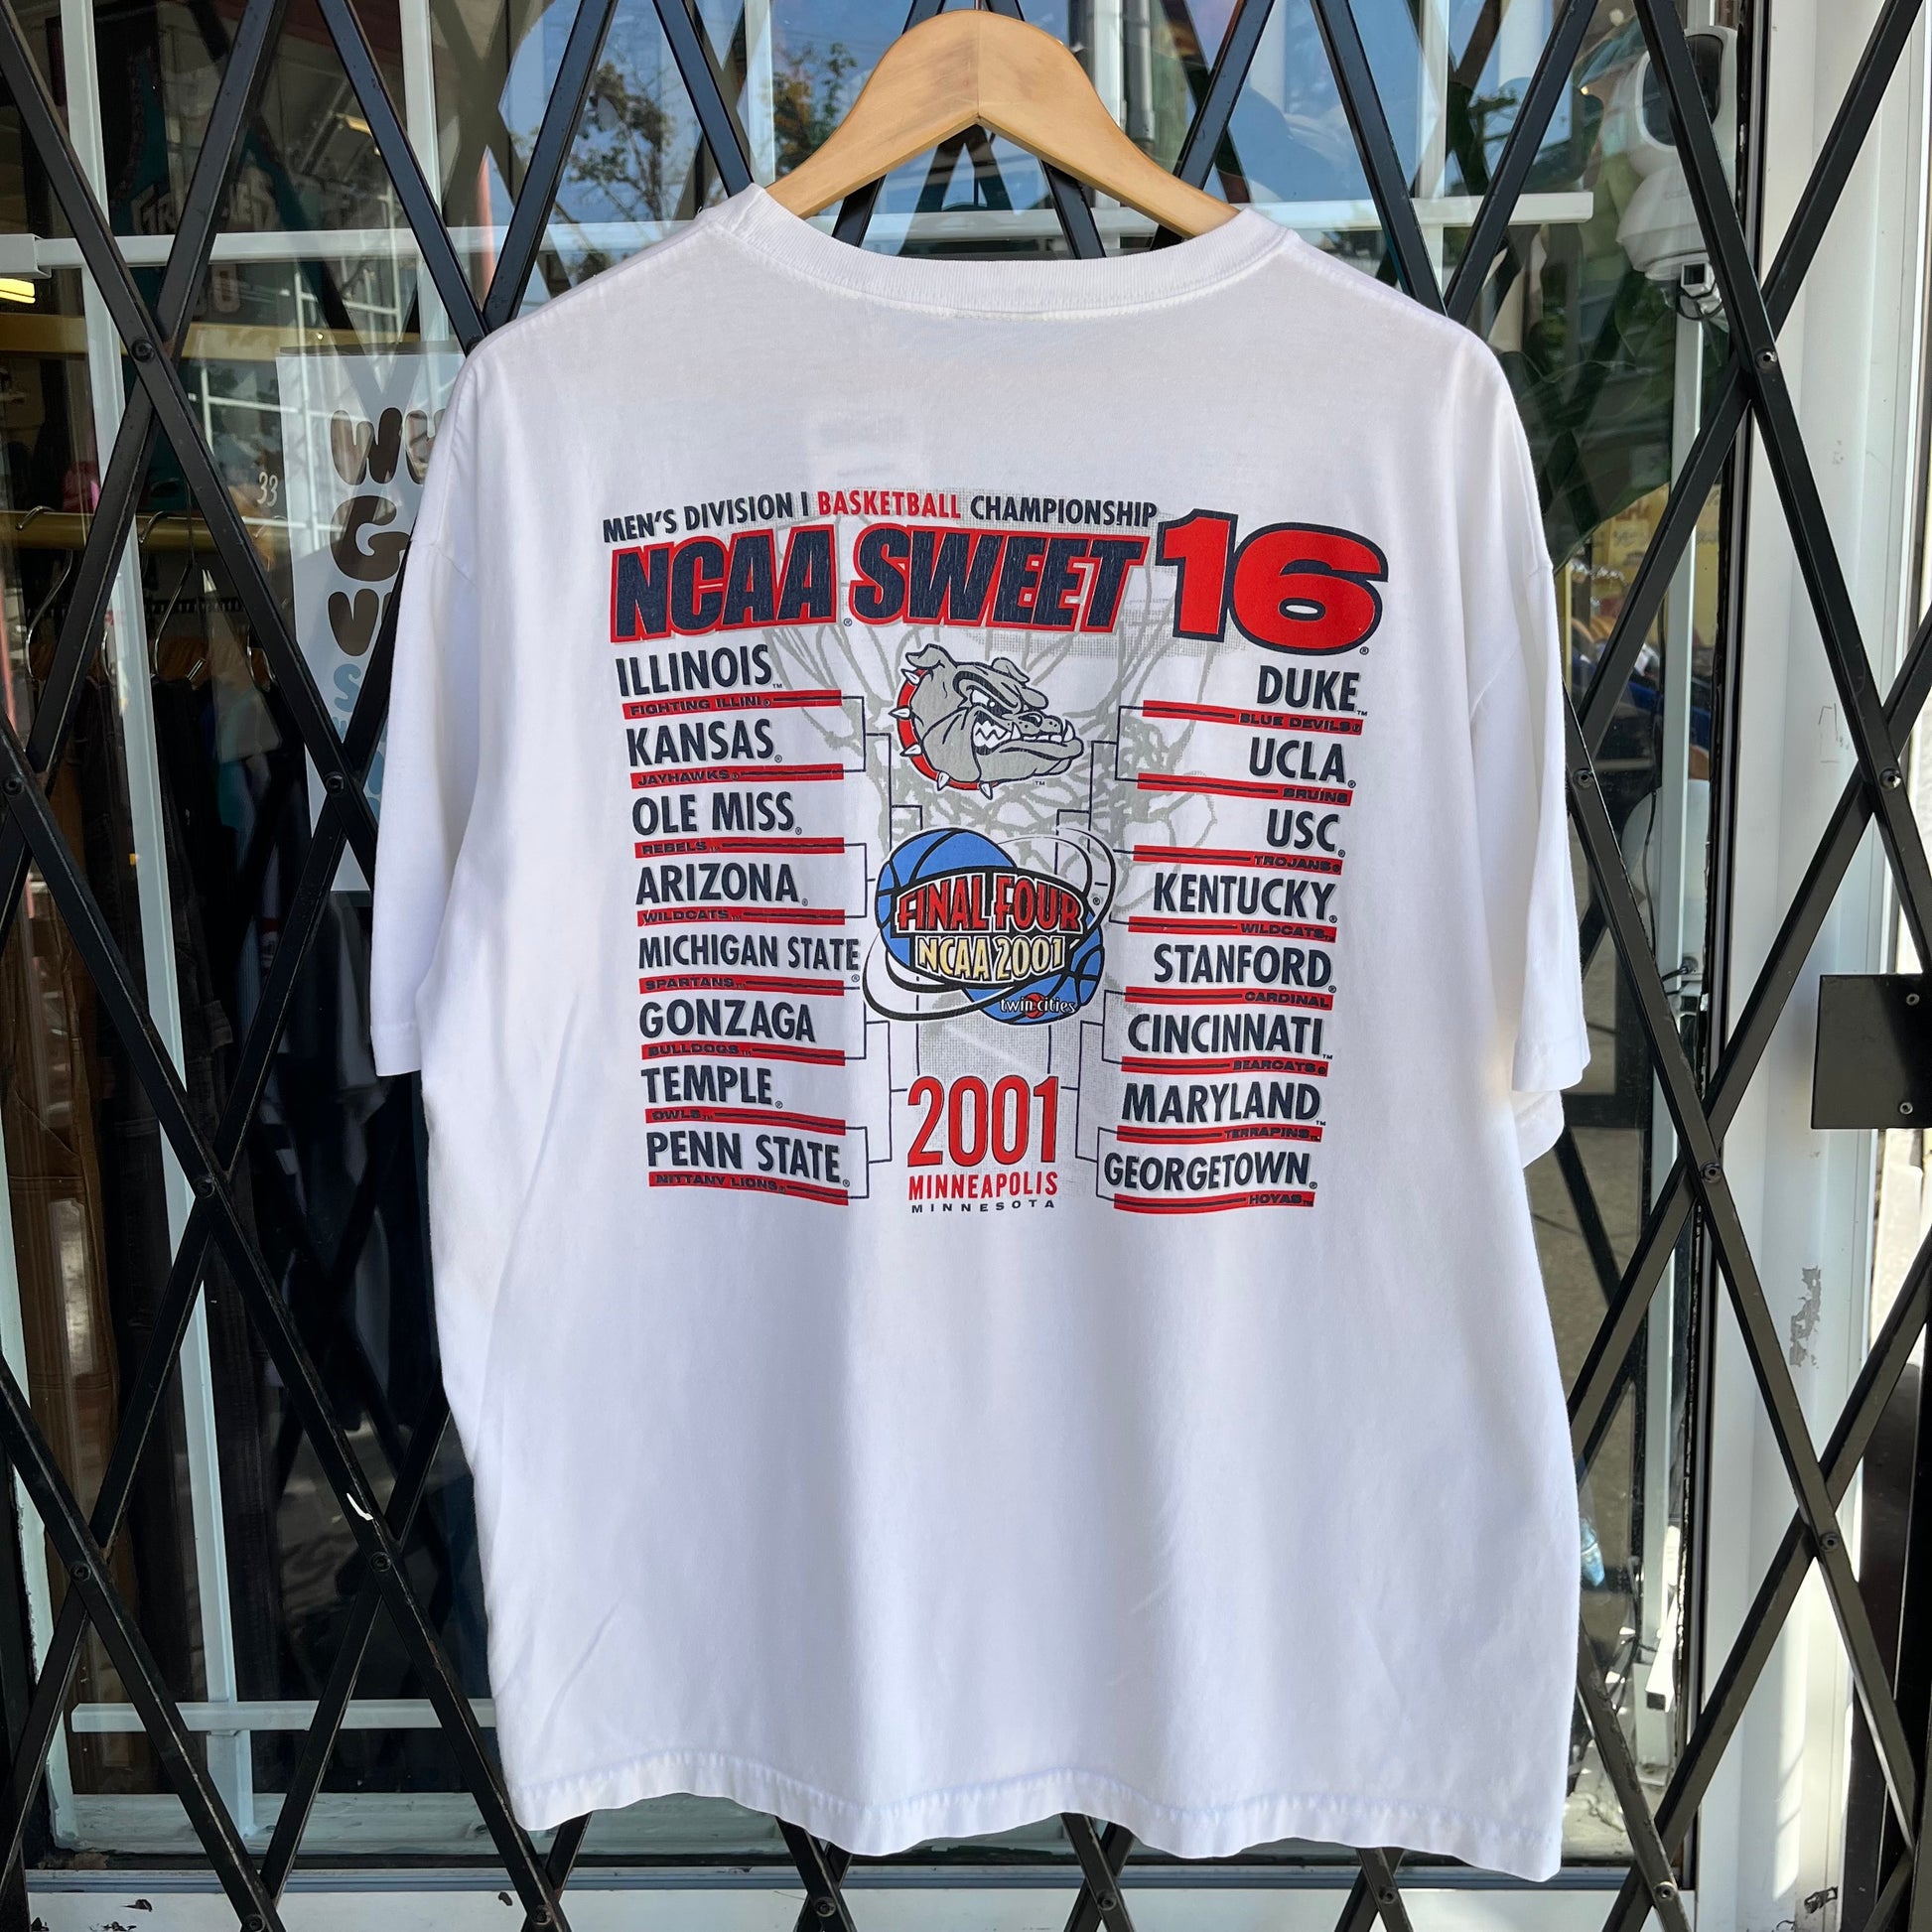 MEN'S DIVISION I BASKETBALL CHAMPIONSHIP
NCAA SWEET 16
ILLINOIS
FIGHTING ILLINI
KANSAS
JAYHAWKS
OLE MISS
REBELS
ARIZONA
WILDCATS
MICHIGAN STATE
SPARTANS
GONZAGA
BULLDOGS
TEMPLE
OWLS
PENN STATE
NITTANY LIONS
FINAL FOUR
NCAA 2001
twin cities
2001
MINNEAPOLIS
MINNESOTA
DUKE
BLUE DEVILS
UCLA
BRUINS
USC
TROJANS
KENTUCKY
WILDCATS
STANFORD
CARDINAL
CINCINNATI
BEARCATS
MARYLAND
TERRAPINS
GEORGETOWN
HOYAS
33